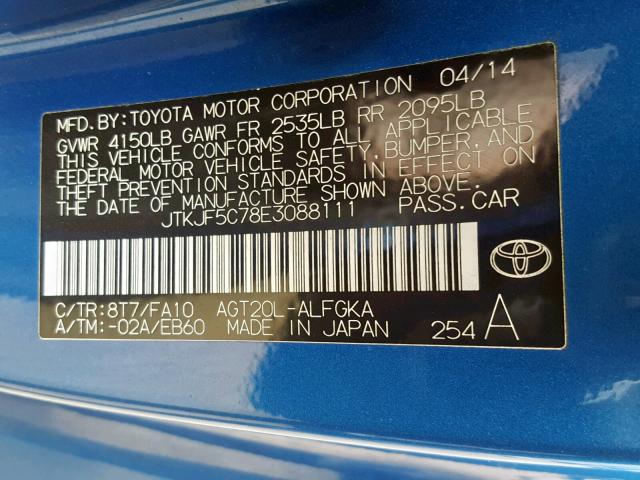 MFD. BY:TOYOTA MOTOR CORPORATION 04/14
GVWR 4150LB GAWR FR 2535LB RR 2095LB
THIS VEHICLE CONFORMS TO ALL APPLICABLE
FEDERAL MOTOR VEHICLE SAFETY,BUMPER,AND
THEFT PREVENTION STANDARDS IN EFFECT ON
THE DATE OF MANUFACTURE SHOWN ABOVE.
JTKJF5C78E3088111 PASS.CAR
C/TR:8T7/FA10 AGT20L-ALFGKA
A/TM:-02A/EB60 MADE IN JAPAN 254 A